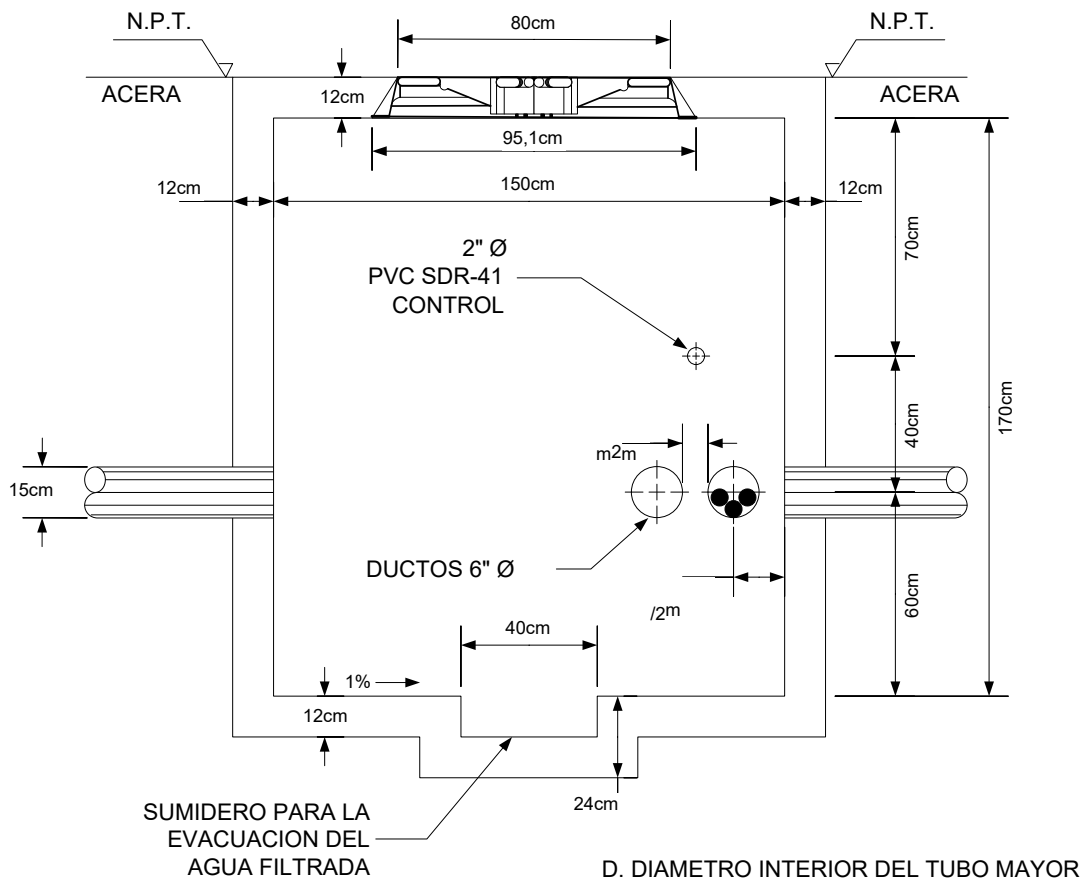 N.P.T.
80cm
N.P.T.
ACERA
12cm
ACERA
95,1cm
12cm
150cm
12cm
2" Ø
PVC SDR-41
CONTROL
70cm
40cm
170cm
m2m
15cm
DUCTOS 6" Ø
60cm
/2m
40cm
1%
12cm
24cm
SUMIDERO PARA LA
EVACUACION DEL
AGUA FILTRADA
D. DIAMETRO INTERIOR DEL TUBO MAYOR